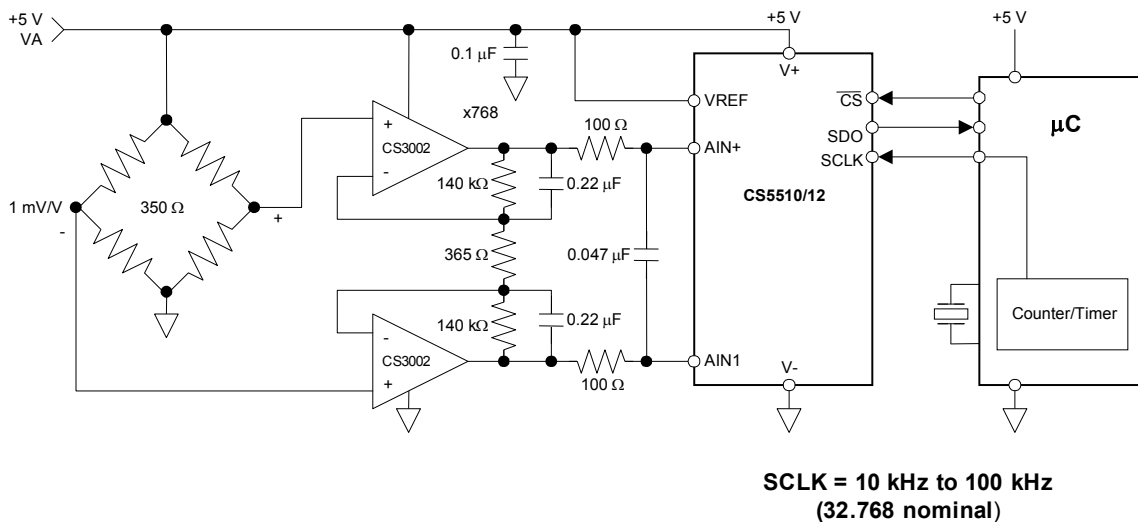 +5 V
VA
+5 V
+5 V
0.1 μF
V+
x768
VREF
CS
SDO
SCLK
μC
+
CS3002
-
100 Ω
AIN+
140 kΩ
0.22 μF
CS5510/12
1 mV/V
-
350 Ω
+
365 Ω
0.047 μF
Counter/Timer
-
CS3002
+
140 kΩ
0.22 μF
100 Ω
AIN1
V-
SCLK = 10 kHz to 100 kHz
(32.768 nominal)